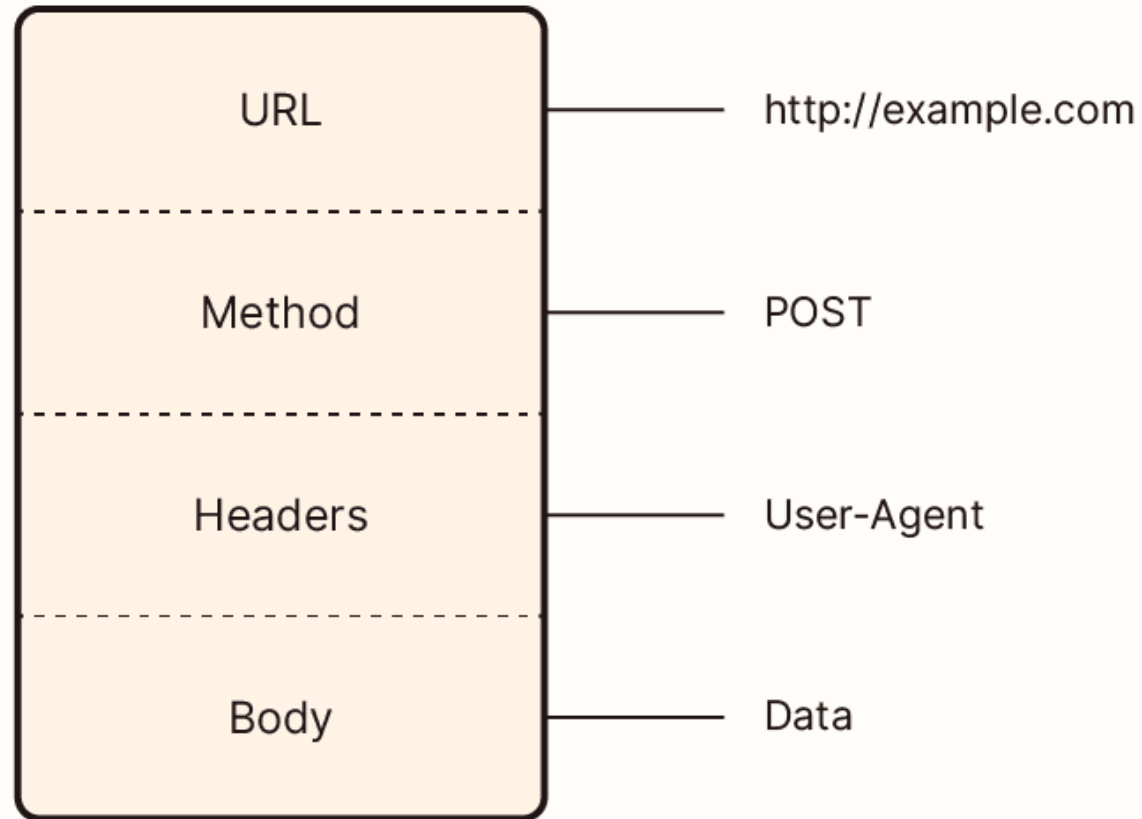 URL
http://example.com
Method
POST
Headers
User-Agent
Body
Data